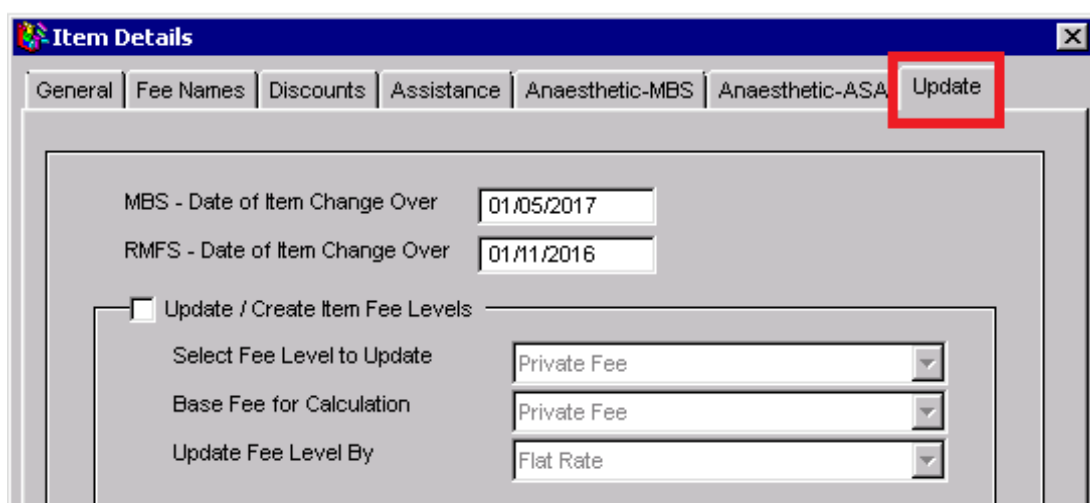 Item Details
General Fee Names Discounts Assistance Anaesthetic-MBS Anaesthetic-ASA Update
MBS - Date of Item Change Over 01/05/2017
RMFS - Date of Item Change Over 01/11/2016
Update / Create Item Fee Levels
Select Fee Level to Update Private Fee
Base Fee for Calculation Private Fee
Update Fee Level By Flat Rate